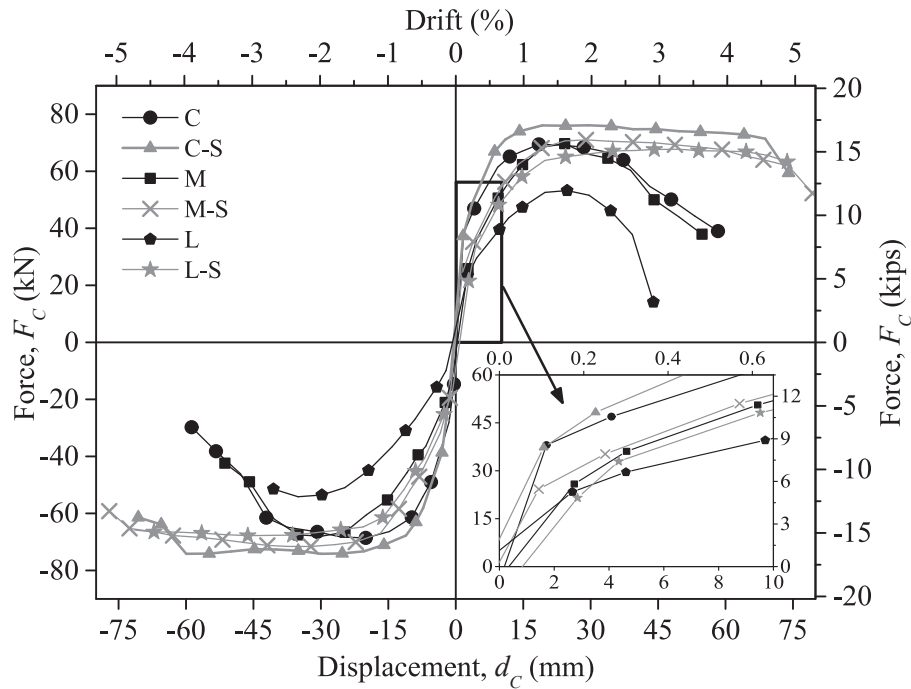 Drift (%)
-5 -4 -3 -2 -1 0 1 2 3 4 5
Force, F_C (kN)
80
60
40
20
0
-20
-40
-60
-80
C
C-S
M
M-S
L
L-S
20
15
10
5
0
-5
-10
-15
-20
Force, F_C (kips)
0.0 0.2 0.4 0.6
60
45
30
15
0
12
9
6
3
0
0 2 4 6 8 10
-75 -60 -45 -30 -15 0 15 30 45 60 75
Displacement, d_C (mm)